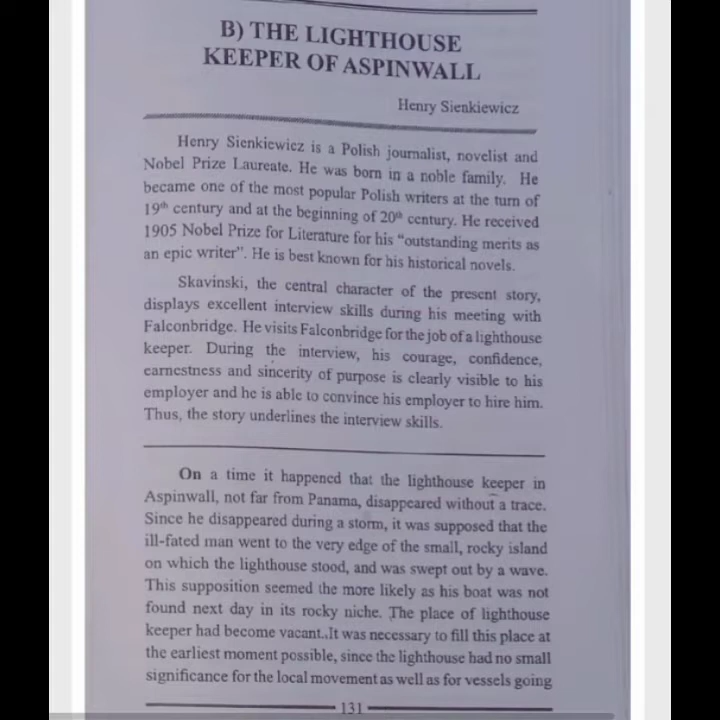 B) THE LIGHTHOUSE
KEEPER OF ASPINWALL
Henry Sienkiewicz
Henry Sienkiewicz is a Polish journalist, novelist and
Nobel Prize Laureate. He was born in a noble family. He
became one of the most popular Polish writers at the turn of
19th century and at the beginning of 20th century. He received
1905 Nobel Prize for Literature for his “outstanding merits as
an epic writer”. He is best known for his historical novels.
Skavinski, the central character of the present story,
displays excellent interview skills during his meeting with
Falconbridge. He visits Falconbridge for the job of a lighthouse
keeper. During the interview, his courage, confidence,
earnestness and sincerity of purpose is clearly visible to his
employer and he is able to convince his employer to hire him.
Thus, the story underlines the interview skills.
On a time it happened that the lighthouse keeper in
Aspinwall, not far from Panama, disappeared without a trace.
Since he disappeared during a storm, it was supposed that the
ill-fated man went to the very edge of the small, rocky island
on which the lighthouse stood, and was swept out by a wave.
This supposition seemed the more likely as his boat was not
found next day in its rocky niche. The place of lighthouse
keeper had become vacant. It was necessary to fill this place at
the earliest moment possible, since the lighthouse had no small
significance for the local movement as well as for vessels going
131